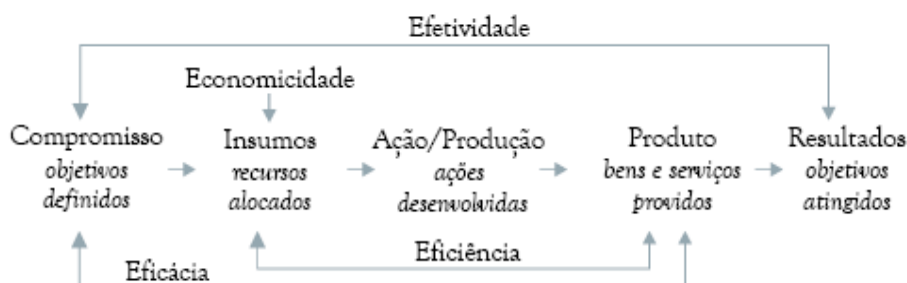 Efetividade
Economicidade
Compromisso
objetivos
definidos
Insumos
recursos
alocados
Ação/Produção
ações
desenvolvidas
Produto
bens e serviços
providos
Resultados
objetivos
atingidos
Eficiência
Eficácia